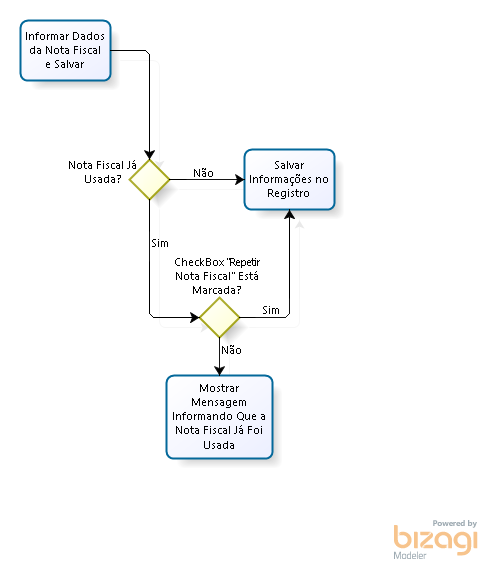 Informar Dados
da Nota Fiscal
e Salvar
Nota Fiscal Já
Usada?
Não
Salvar
Informações no
Registro
Sim
CheckBox "Repetir
Nota Fiscal" Está
Marcada?
Sim
Não
Mostrar
Mensagem
Informando Que a
Nota Fiscal Já Foi
Usada
Powered by
bizagi
Modeler